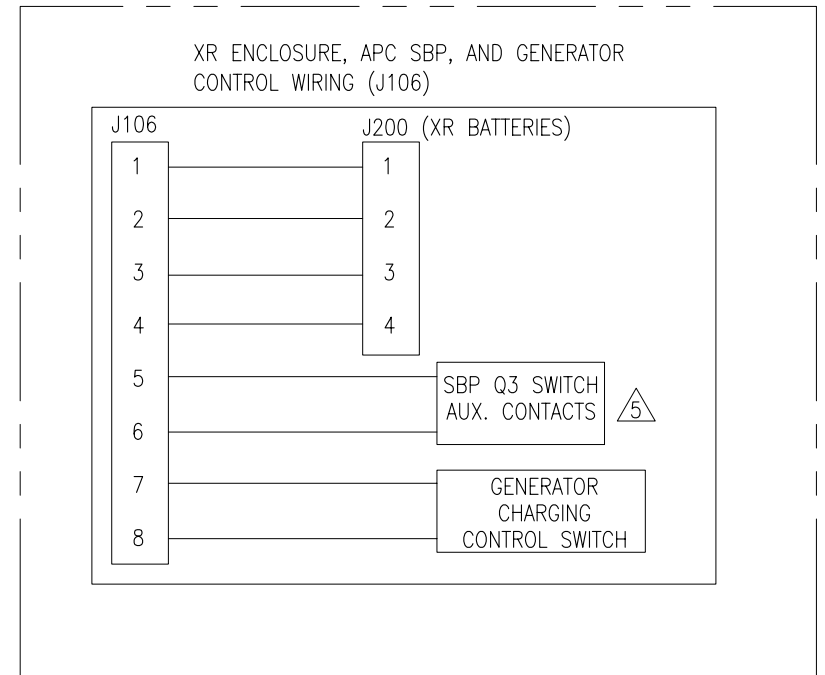 XR ENCLOSURE, APC SBP, AND GENERATOR
CONTROL WIRING (J106)
J106
J200 (XR BATTERIES)
1
1
2
2
3
3
4
4
5
SBP Q3 SWITCH
AUX. CONTACTS
5
6
7
GENERATOR
CHARGING
CONTROL SWITCH
8